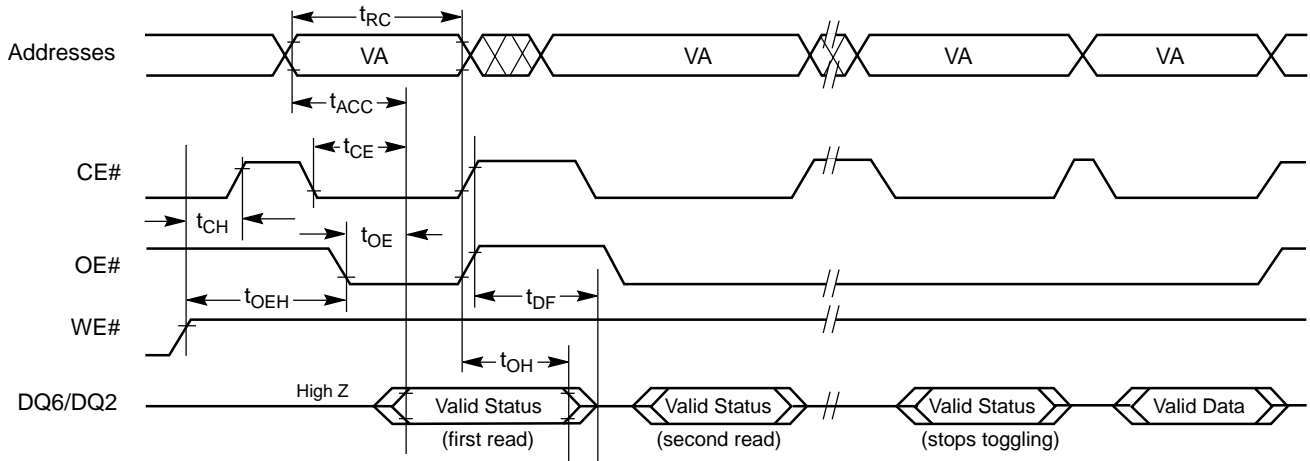 tRC
Addresses VA VA VA VA
tACC
tCE
CE#
tCH tOE
OE#
tOEH tDF
WE#
tOH
High Z
DQ6/DQ2 Valid Status Valid Status Valid Status Valid Data
(first read) (second read) (stops toggling)